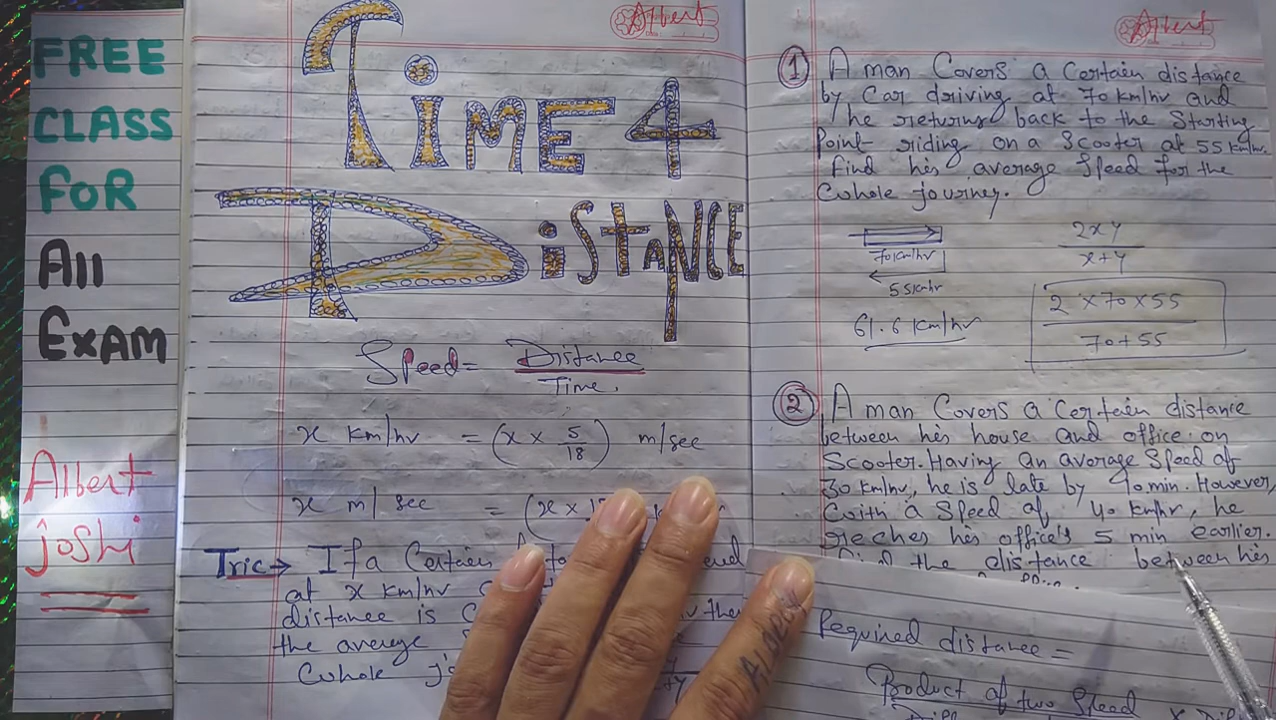 FREE
CLASS
FOR
All
ExAM
Albert
joshi
Albert
TiME 4
DiStANCE
Speed= Distance
Time.
x km/hr = (x × 5/18) m/sec
x m/sec = (x × 1
Tric→ If a Certain
at x km/hr
distance is
the average
Whole
Albert
1 A man Covers a Certain distance
by Car driving at 70 km/hr and
he returns back to the Starting
Point riding on a Scooter at 55 km/hr.
find his average Speed for the
Whole journey.
70km/hr
55km/hr
2xy
x+y
61.6 km/hr
2 × 70 × 55
70+55
2 A man Covers a Certain distance
between his house and office on
Scooter. Having an average Speed of
30 km/hr, he is late by 10 min. However,
with a Speed of 40 km/hr, he
reaches his office's 5 min earlier.
the distance between his
Required distance =
Product of two Speed